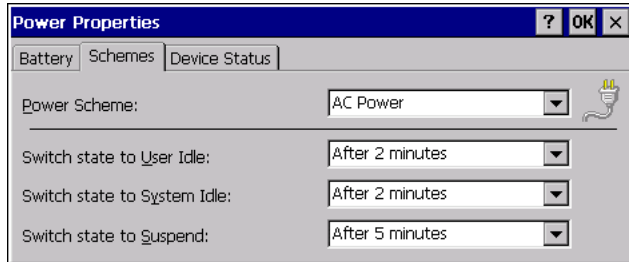 Power Properties ? OK ×
Battery Schemes Device Status
Power Scheme: AC Power
Switch state to User Idle: After 2 minutes
Switch state to System Idle: After 2 minutes
Switch state to Suspend: After 5 minutes